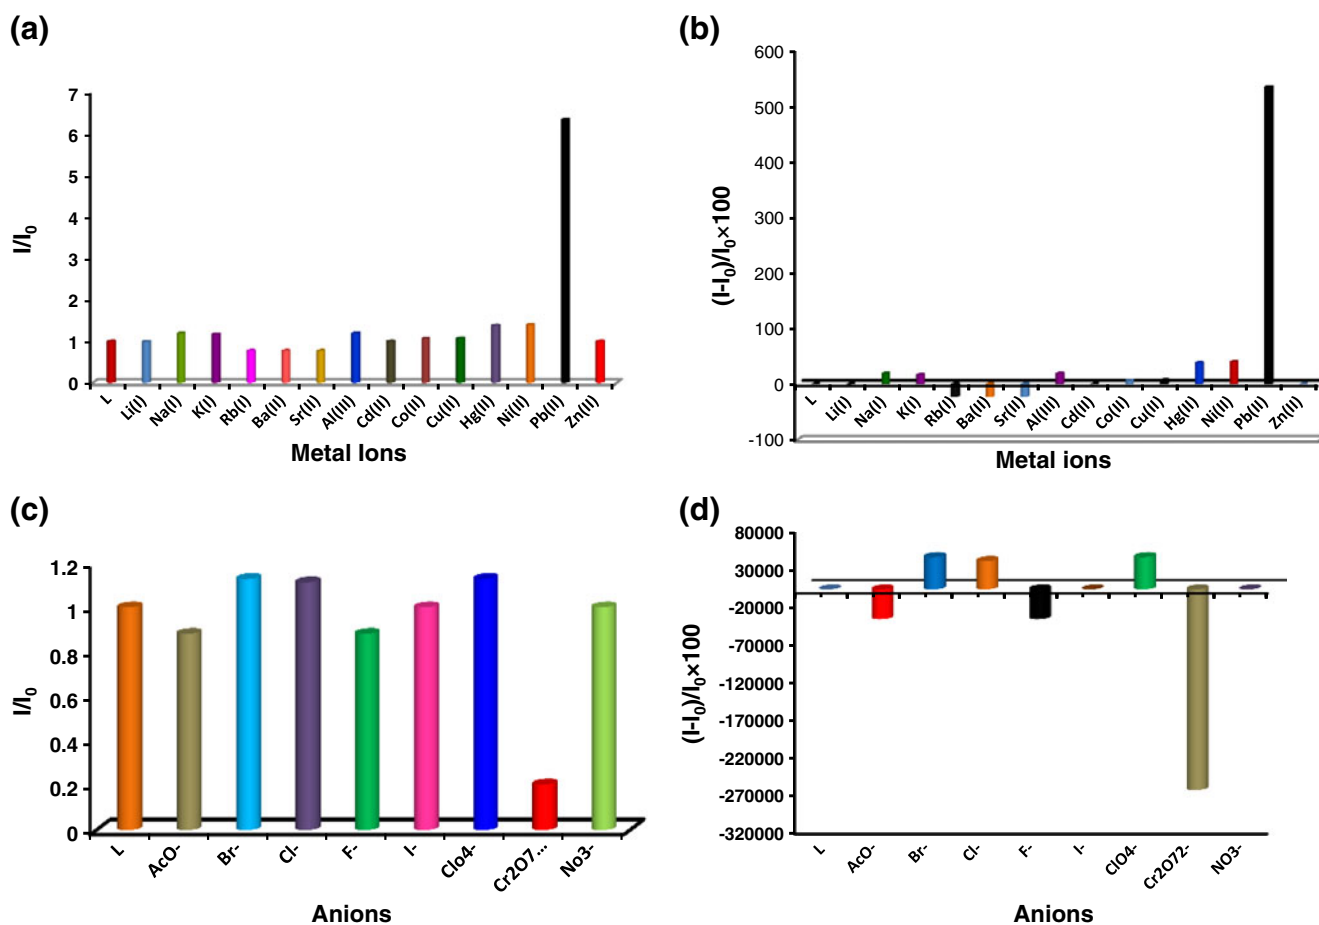 (a)
7
6
5
4
3
2
1
0
I/I₀
L Li(I) Na(I) K(I) Rb(I) Ba(II) Sr(II) Al(III) Cd(II) Co(II) Cu(II) Hg(II) Ni(II) Pb(II) Zn(II)
Metal Ions
(b)
600
500
400
300
200
100
0
-100
(I-I₀)/I₀×100
L Li(I) Na(I) K(I) Rb(I) Ba(II) Sr(II) Al(III) Cd(II) Co(II) Cu(II) Hg(II) Ni(II) Pb(II) Zn(II)
Metal ions
(c)
1.2
1
0.8
0.6
0.4
0.2
0
I/I₀
L AcO- Br- Cl- F- I- Clo4- Cr2O7... No3-
Anions
(d)
80000
30000
-20000
-70000
-120000
-170000
-220000
-270000
-320000
(I-I₀)/I₀×100
L AcO- Br- Cl- F- I- ClO4- Cr2O72- NO3-
Anions